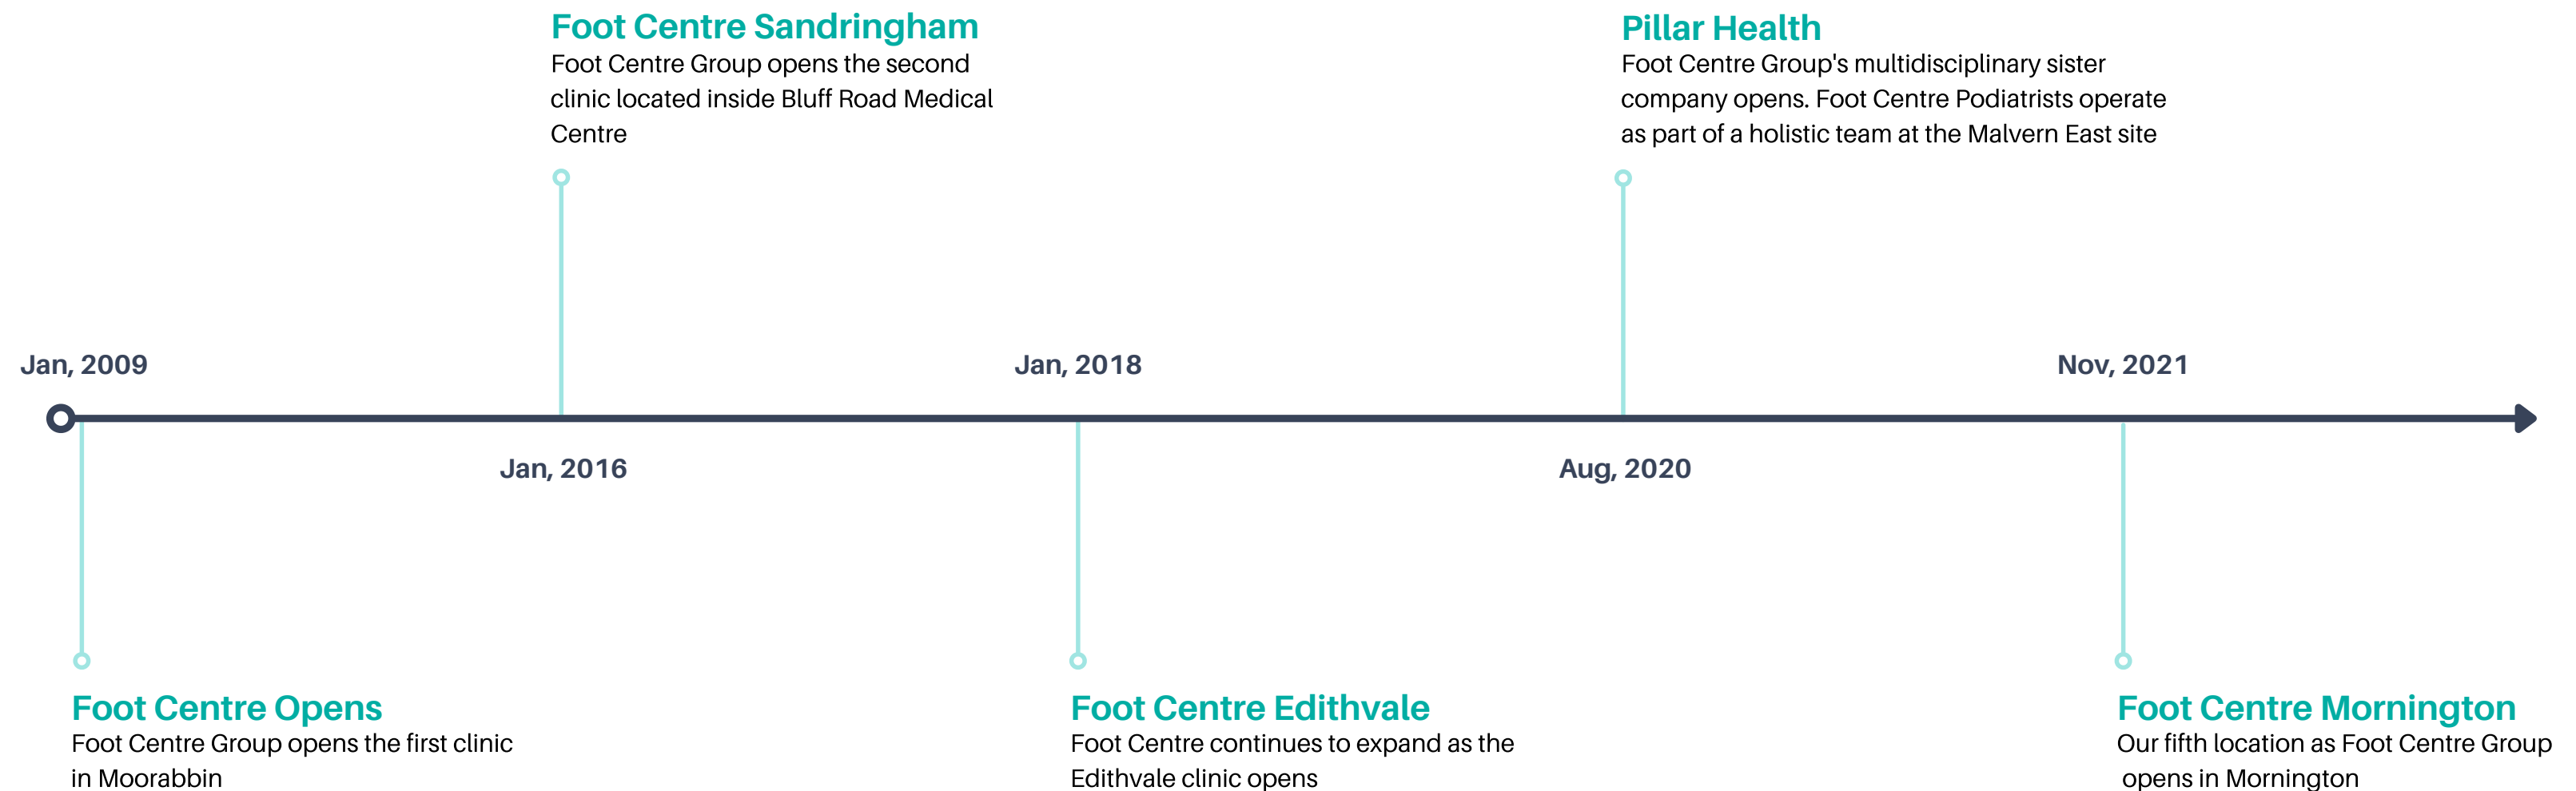 Foot Centre Sandringham
Foot Centre Group opens the second
clinic located inside Bluff Road Medical
Centre
Pillar Health
Foot Centre Group's multidisciplinary sister
company opens. Foot Centre Podiatrists operate
as part of a holistic team at the Malvern East site
Jan, 2009
Jan, 2018
Nov, 2021
Jan, 2016
Aug, 2020
Foot Centre Opens
Foot Centre Group opens the first clinic
in Moorabbin
Foot Centre Edithvale
Foot Centre continues to expand as the
Edithvale clinic opens
Foot Centre Mornington
Our fifth location as Foot Centre Group
opens in Mornington